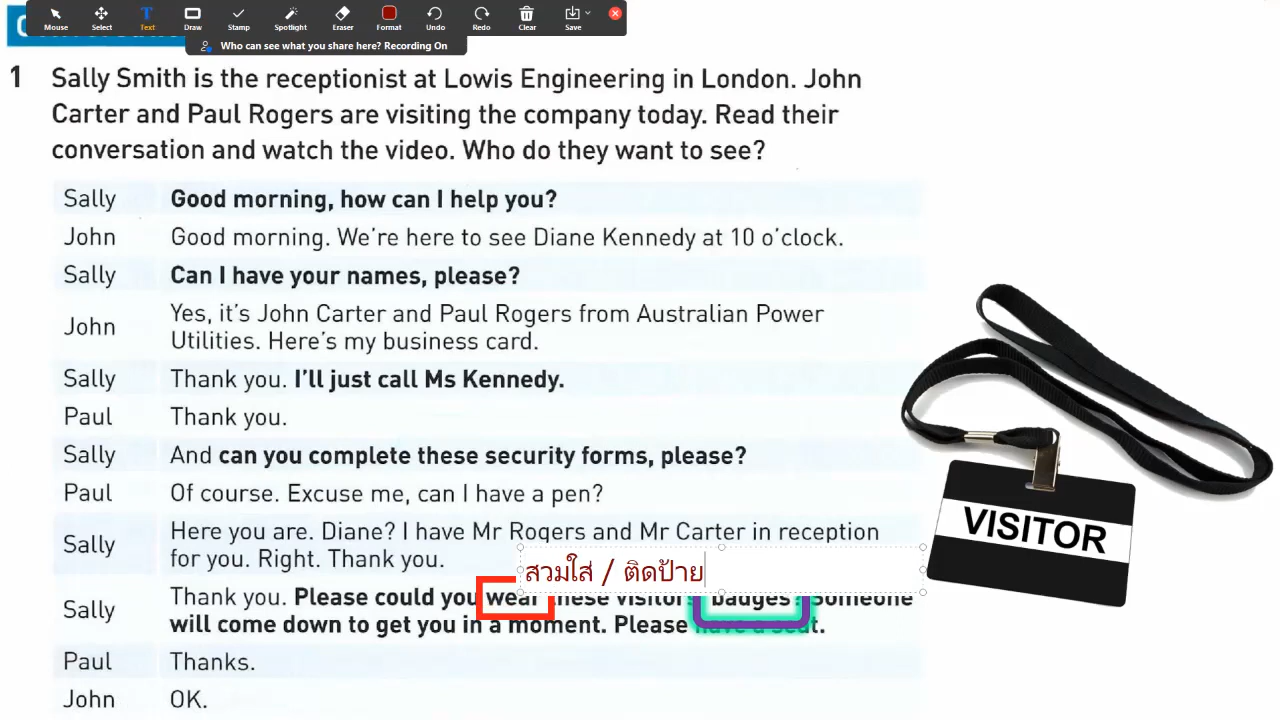 Mouse Select Text Draw Stamp Spotlight Eraser Format Undo Redo Clear Save
Who can see what you share here? Recording On
1 Sally Smith is the receptionist at Lowis Engineering in London. John
Carter and Paul Rogers are visiting the company today. Read their
conversation and watch the video. Who do they want to see?
Sally Good morning, how can I help you?
John Good morning. We're here to see Diane Kennedy at 10 o'clock.
Sally Can I have your names, please?
John Yes, it's John Carter and Paul Rogers from Australian Power
Utilities. Here's my business card.
Sally Thank you. I'll just call Ms Kennedy.
Paul Thank you.
Sally And can you complete these security forms, please?
Paul Of course. Excuse me, can I have a pen?
Sally Here you are. Diane? I have Mr Rogers and Mr Carter in reception
for you. Right. Thank you.
สวมใส่ / ติดป้าย
Sally Thank you. Please could you wear these visitors' badges? Someone
will come down to get you in a moment. Please have a seat.
Paul Thanks.
John OK.
VISITOR